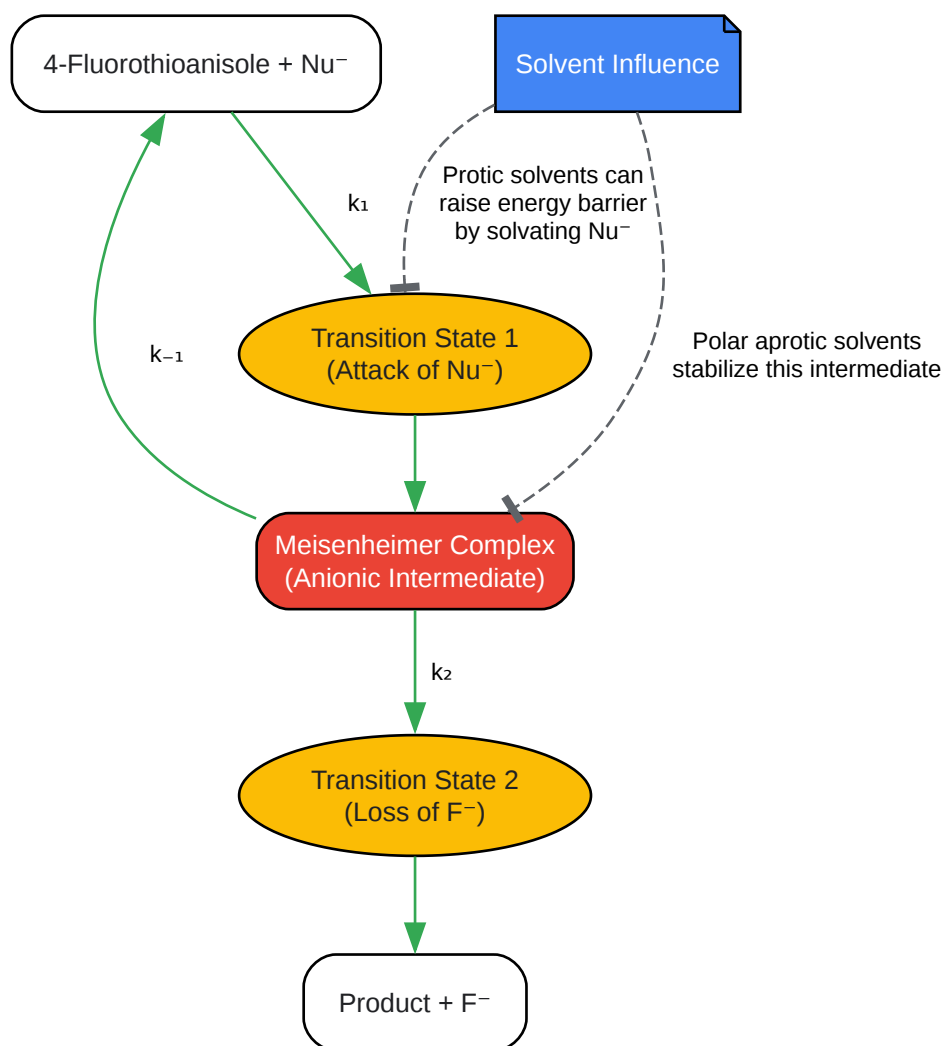 4-Fluorothioanisole + Nu⁻
Solvent Influence
Protic solvents can
raise energy barrier
by solvating Nu⁻
k₁
Transition State 1
(Attack of Nu⁻)
k₋₁
Polar aprotic solvents
stabilize this intermediate
Meisenheimer Complex
(Anionic Intermediate)
k₂
Transition State 2
(Loss of F⁻)
Product + F⁻